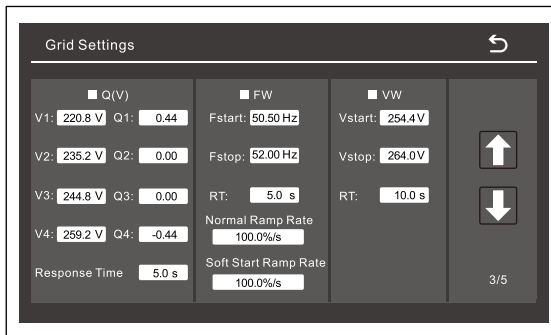 Grid Settings
Q(V)
V1: 220.8 V Q1: 0.44
V2: 235.2 V Q2: 0.00
V3: 244.8 V Q3: 0.00
V4: 259.2 V Q4: -0.44
Response Time 5.0 s
FW
Fstart: 50.50 Hz
Fstop: 52.00 Hz
RT: 5.0 s
Normal Ramp Rate
100.0%/s
Soft Start Ramp Rate
100.0%/s
VW
Vstart: 254.4V
Vstop: 264.0V
RT: 10.0 s
3/5